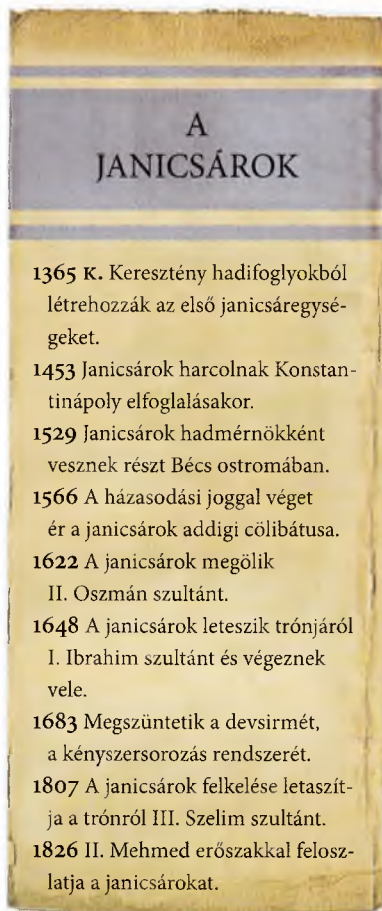 A
JANICSÁROK
1365 K. Keresztény hadifoglyokból
létrehozzák az első janicsáregysé-
geket.
1453 Janicsárok harcolnak Konstan-
tinápoly elfoglalásakor.
1529 Janicsárok hadmérnökként
vesznek részt Bécs ostromában.
1566 A házasodási joggal véget
ér a janicsárok addigi cölibátusa.
1622 A janicsárok megölik
II. Oszmán szultánt.
1648 A janicsárok leteszik trónjáról
I. Ibrahim szultánt és végeznek
vele.
1683 Megszüntetik a devsirmét,
a kényszersorozás rendszerét.
1807 A janicsárok felkelése letaszít-
ja a trónról III. Szelim szultánt.
1826 II. Mehmed erőszakkal felosz-
latja a janicsárokat.